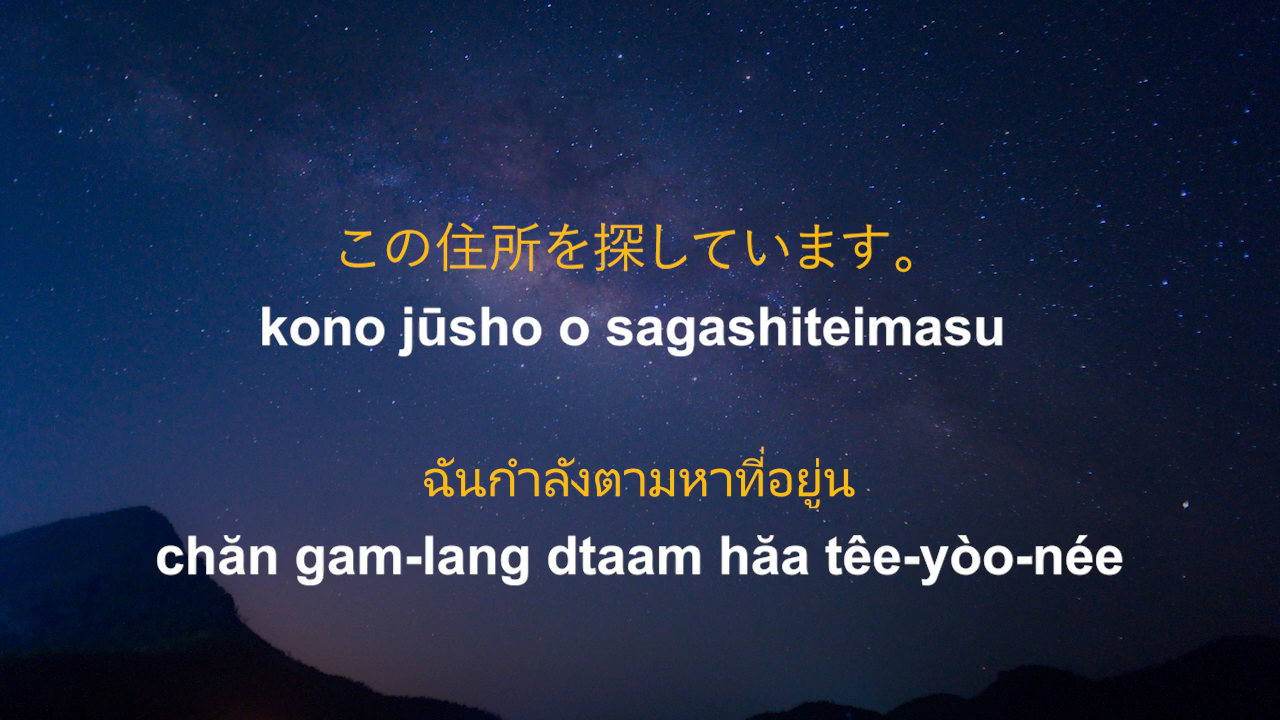 この住所を探しています。
kono jūsho o sagashiteimasu
ฉันกำลังตามหาที่อยู่น
chăn gam-lang dtaam hăa têe-yòo-née